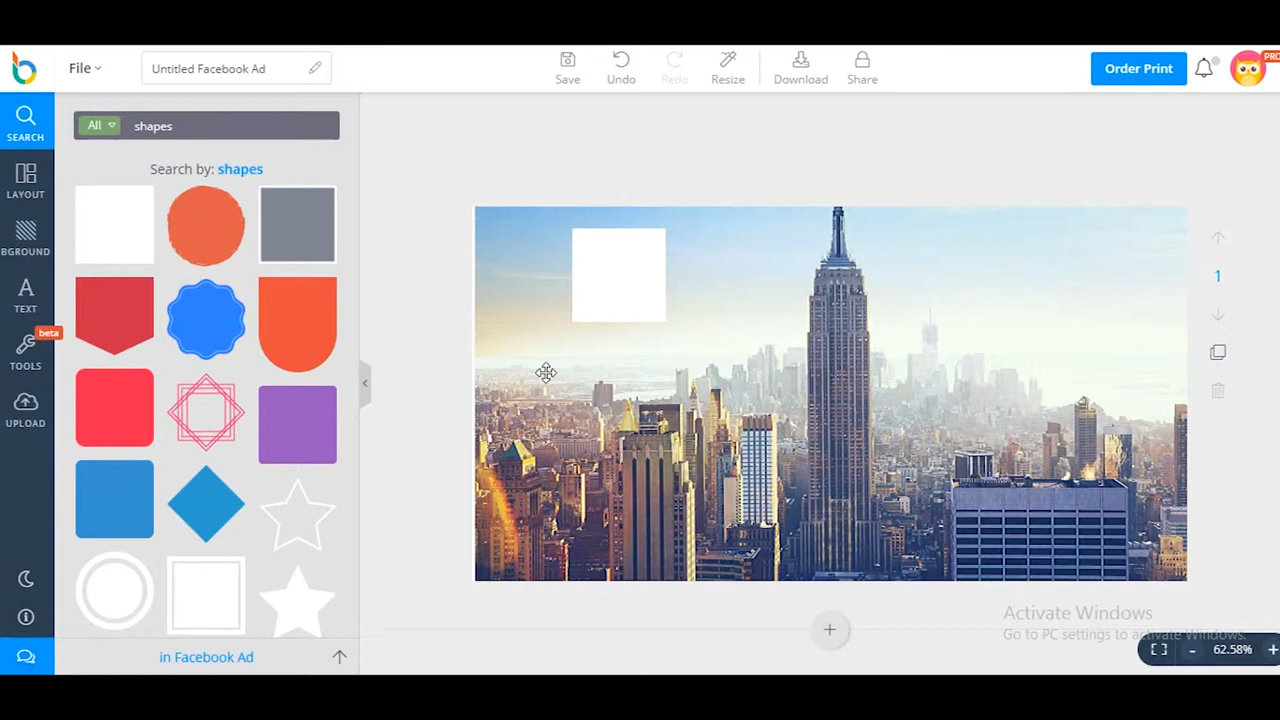 File
Untitled Facebook Ad
Save
Undo
Redo
Resize
Download
Share
Order Print
PRO
SEARCH
LAYOUT
BGROUND
TEXT
beta
TOOLS
UPLOAD
All
shapes
Search by: shapes
in Facebook Ad
1
Activate Windows
Go to PC settings to activate Windows.
62.58%